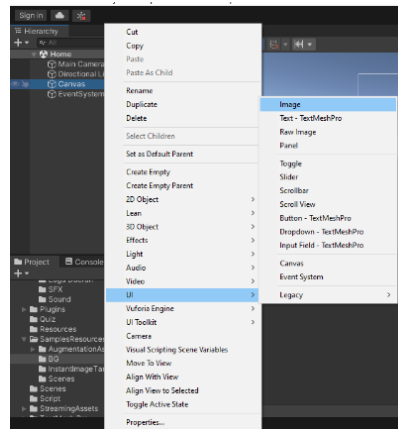 Sign in
Hierarchy
All
Home
Main Camera
Directional Li
Canvas
EventSystem
Cut
Copy
Paste
Paste As Child
Rename
Duplicate
Delete
Select Children
Set as Default Parent
Create Empty
Create Empty Parent
2D Object
Lean
3D Object
Effects
Light
Audio
Video
UI
Vuforia Engine
UI Toolkit
Camera
Visual Scripting Scene Variables
Move To View
Align With View
Align View to Selected
Toggle Active State
Properties...
Image
Text - TextMeshPro
Raw Image
Panel
Toggle
Slider
Scrollbar
Scroll View
Button - TextMeshPro
Dropdown - TextMeshPro
Input Field - TextMeshPro
Canvas
Event System
Legacy
Project
Console
SFX
Sound
Plugins
Quiz
Resources
SamplesResources
AugmentationAs
BG
InstantImageTar
Scenes
Scenes
Script
StreamingAssets